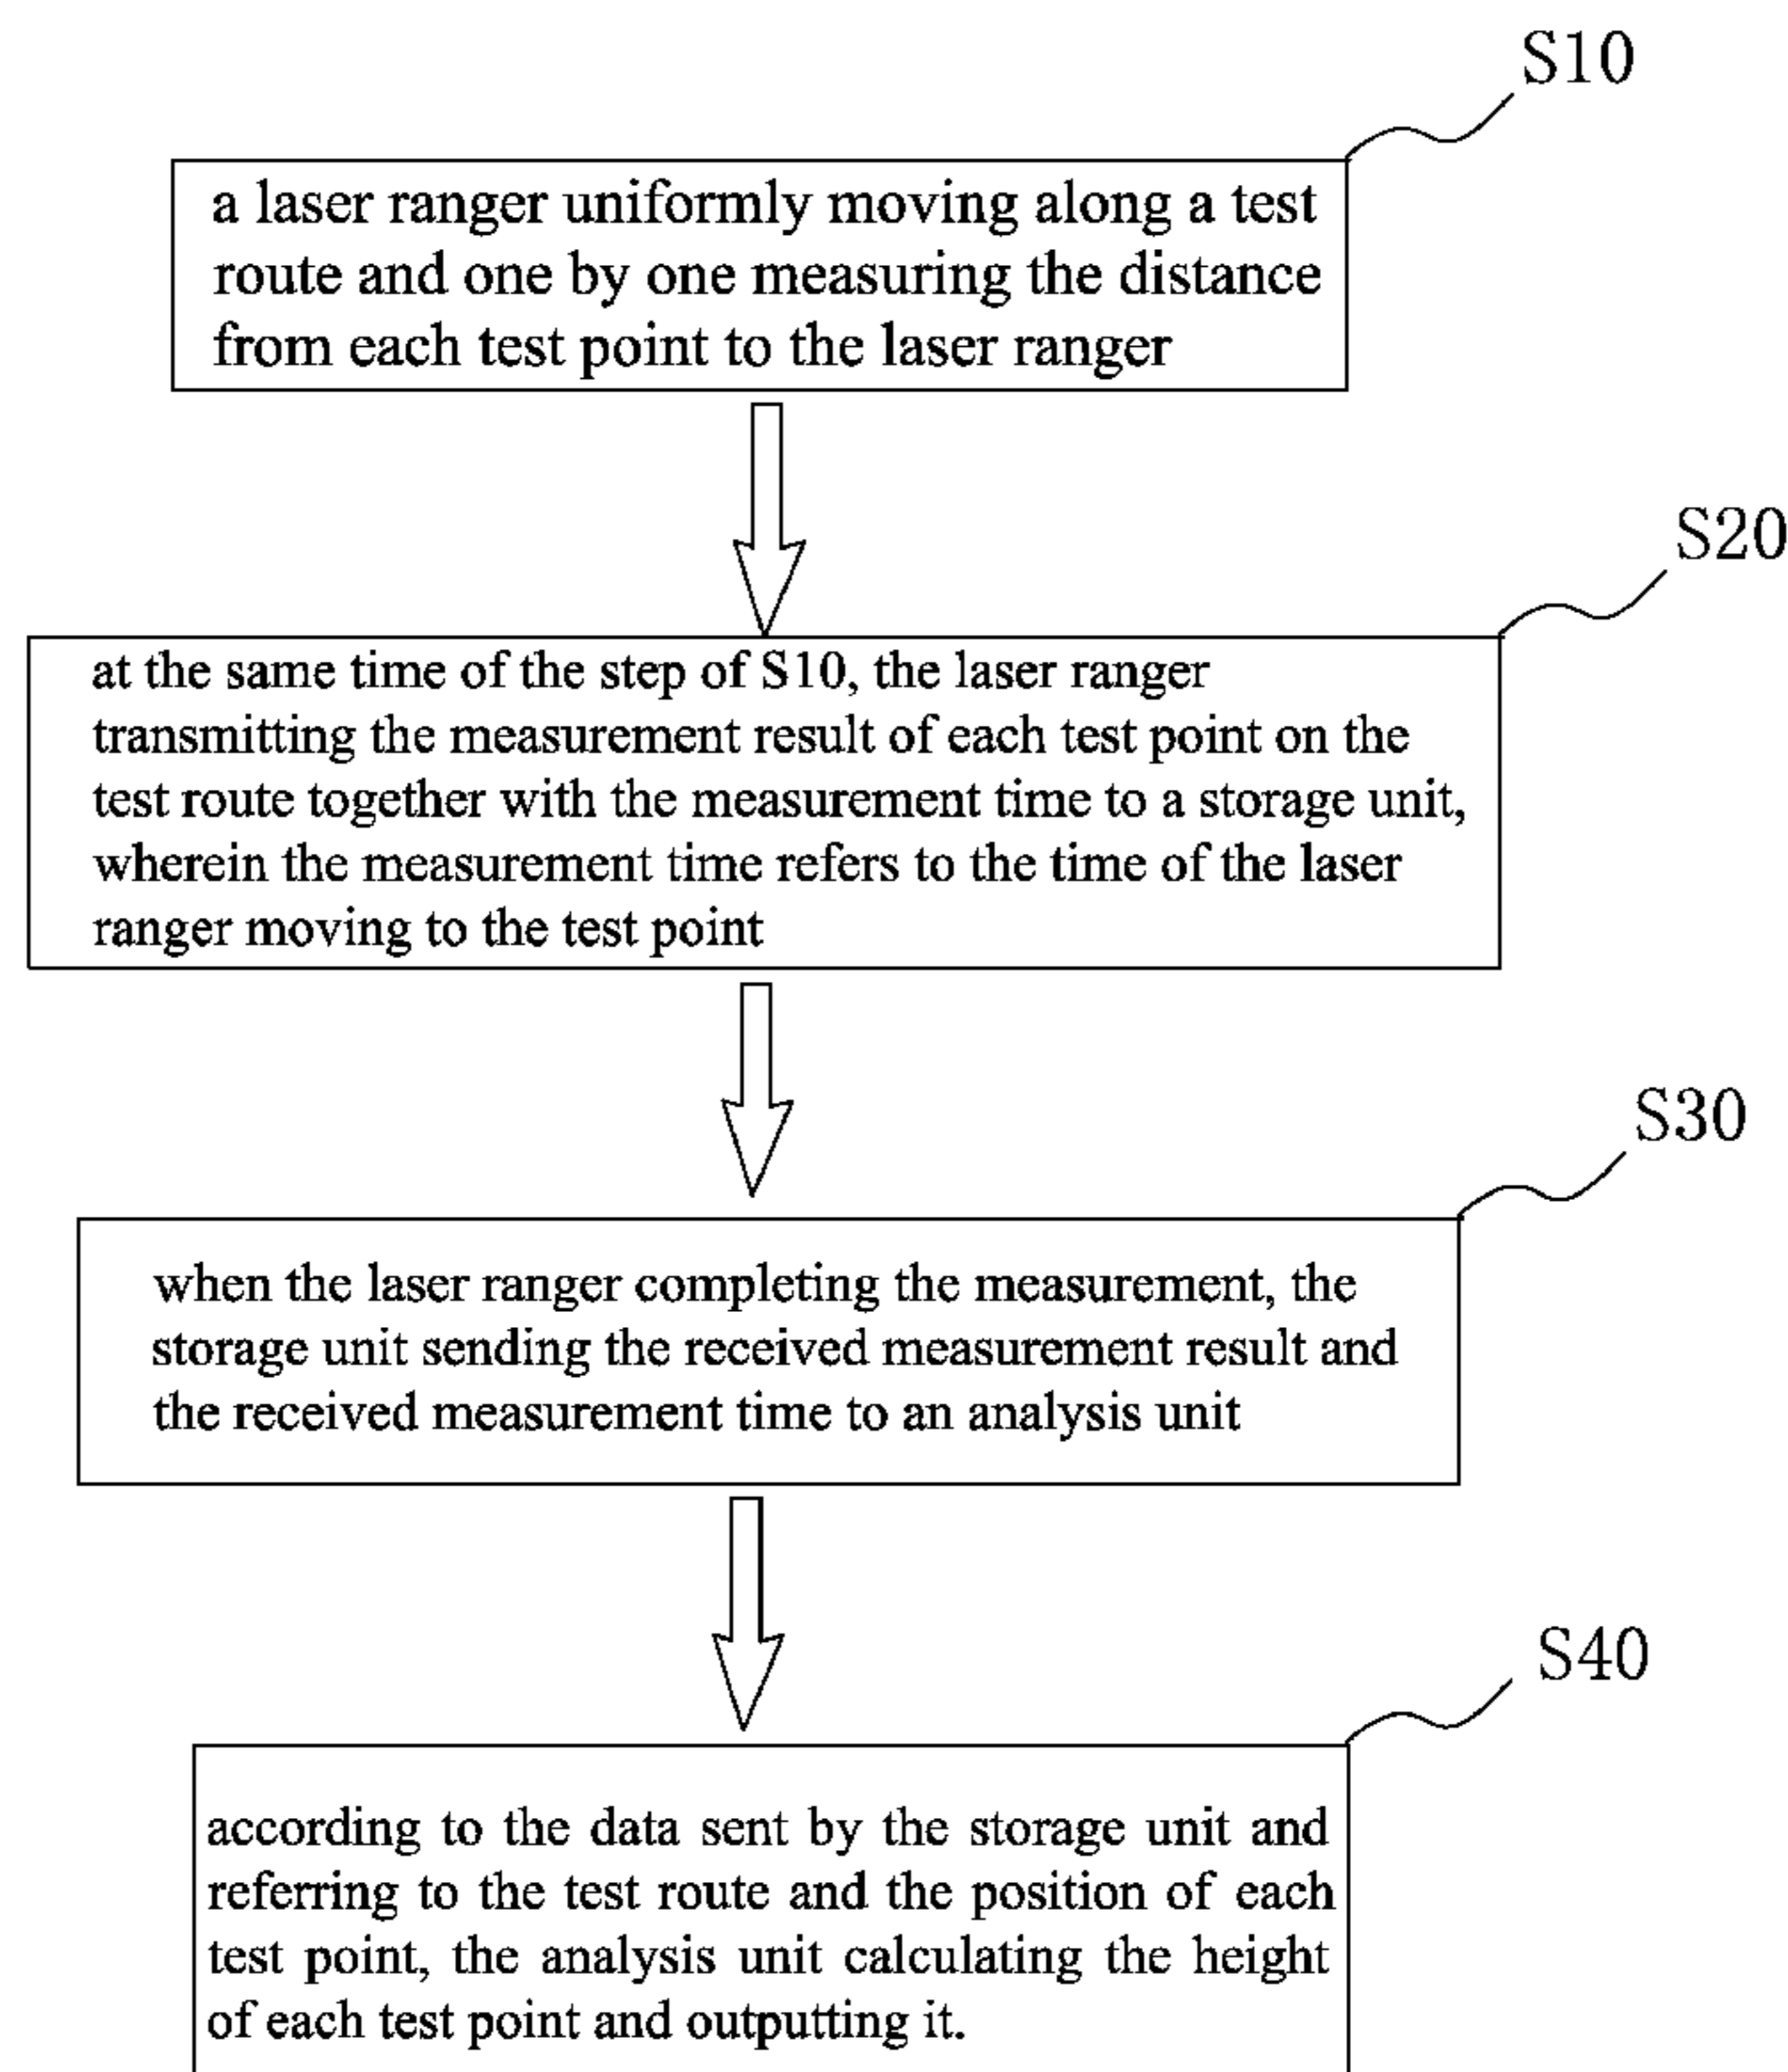 S10
a laser ranger uniformly moving along a test
route and one by one measuring the distance
from each test point to the laser ranger
S20
at the same time of the step of S10, the laser ranger
transmitting the measurement result of each test point on the
test route together with the measurement time to a storage unit,
wherein the measurement time refers to the time of the laser
ranger moving to the test point
S30
when the laser ranger completing the measurement, the
storage unit sending the received measurement result and
the received measurement time to an analysis unit
S40
according to the data sent by the storage unit and
referring to the test route and the position of each
test point, the analysis unit calculating the height
of each test point and outputting it.